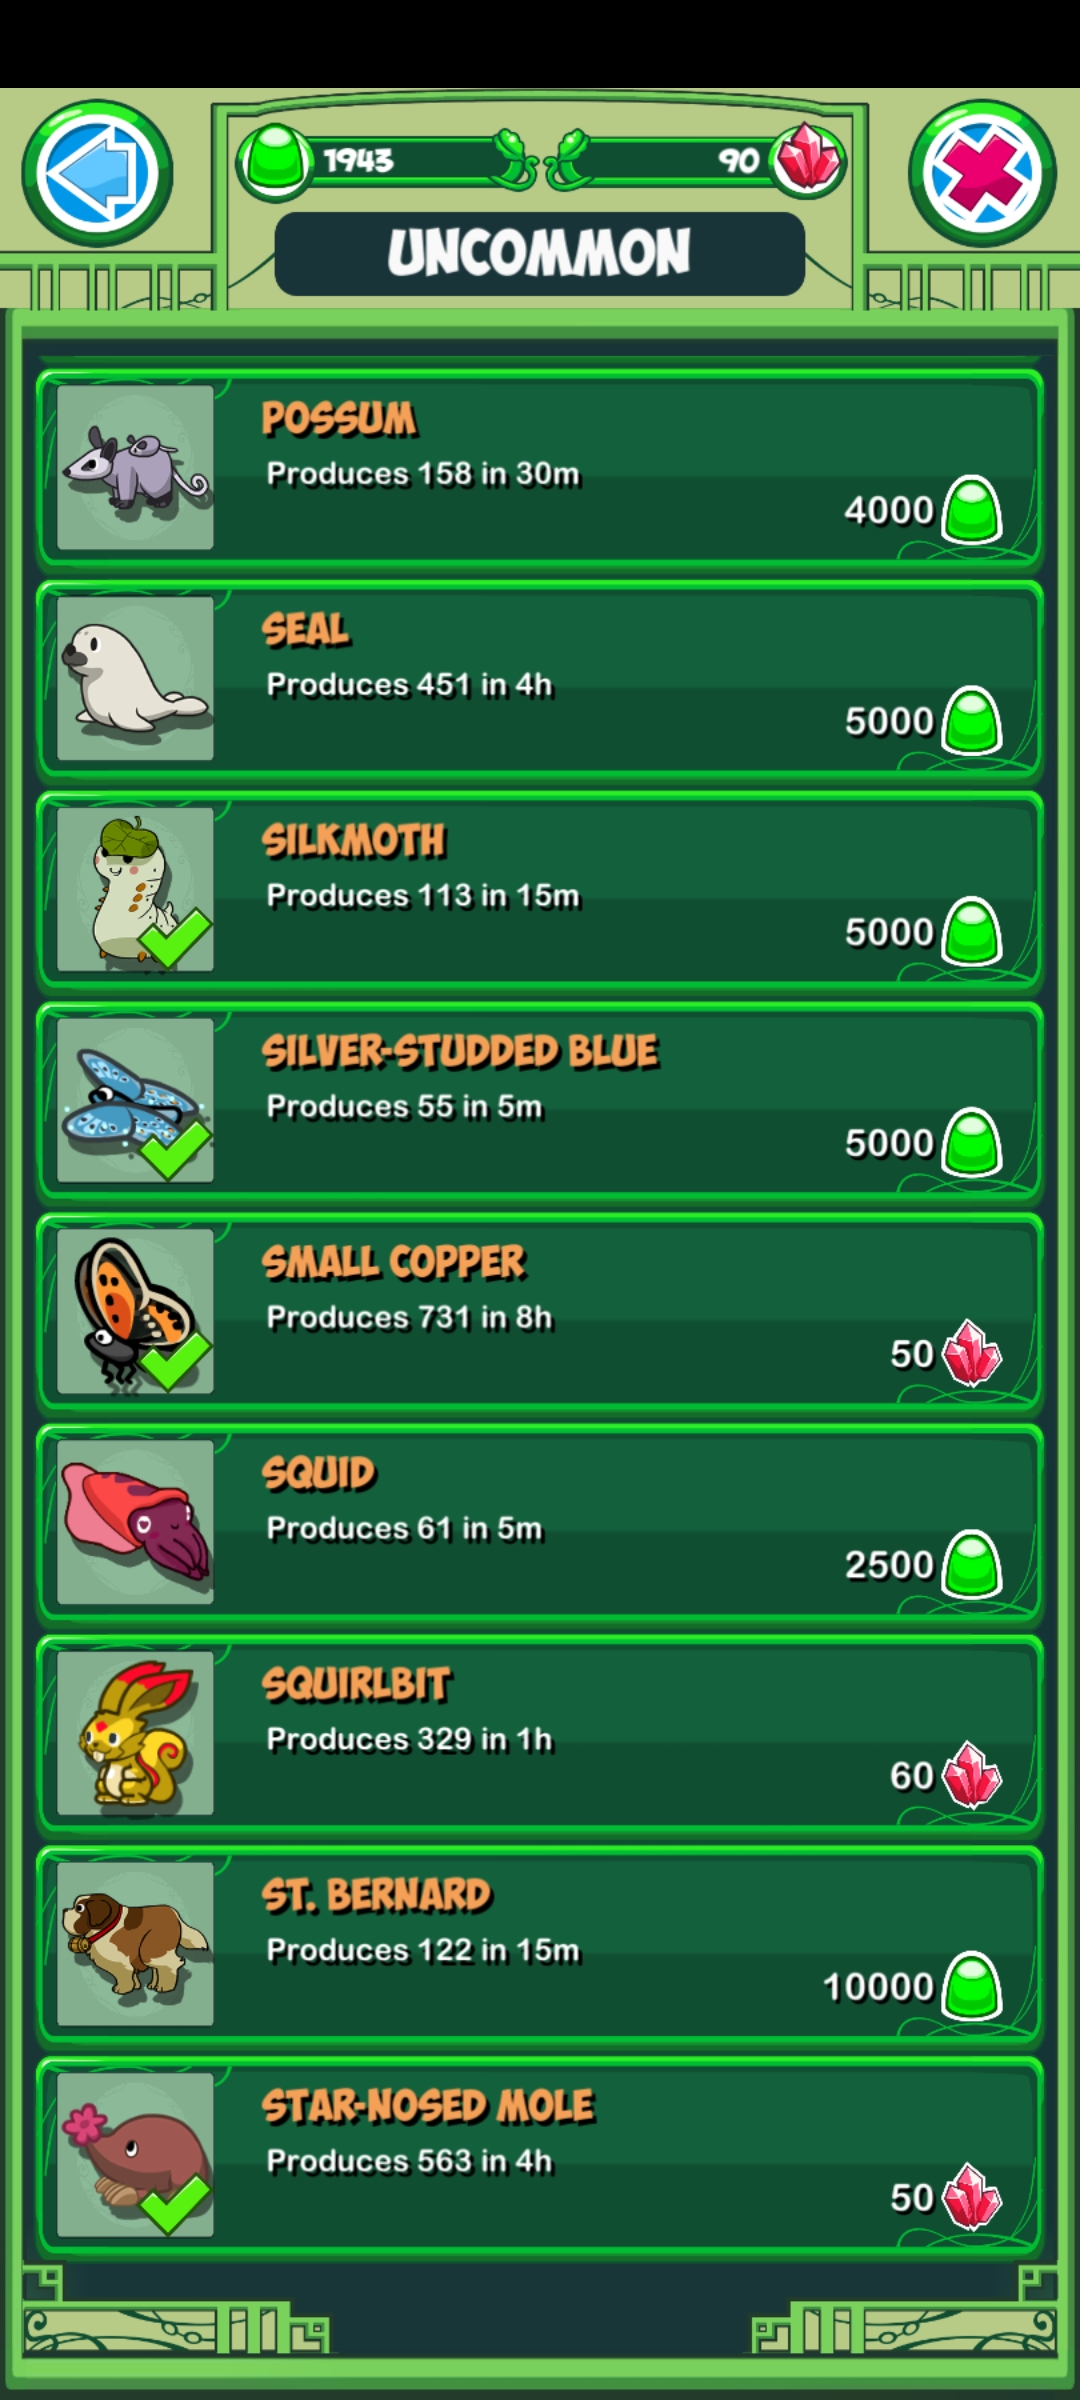 1943
90
UNCOMMON
POSSUM
Produces 158 in 30m
4000
SEAL
Produces 451 in 4h
5000
SILKMOTH
Produces 113 in 15m
5000
SILVER-STUDDED BLUE
Produces 55 in 5m
5000
SMALL COPPER
Produces 731 in 8h
50
SQUID
Produces 61 in 5m
2500
SQUIRLBIT
Produces 329 in 1h
60
ST. BERNARD
Produces 122 in 15m
10000
STAR-NOSED MOLE
Produces 563 in 4h
50